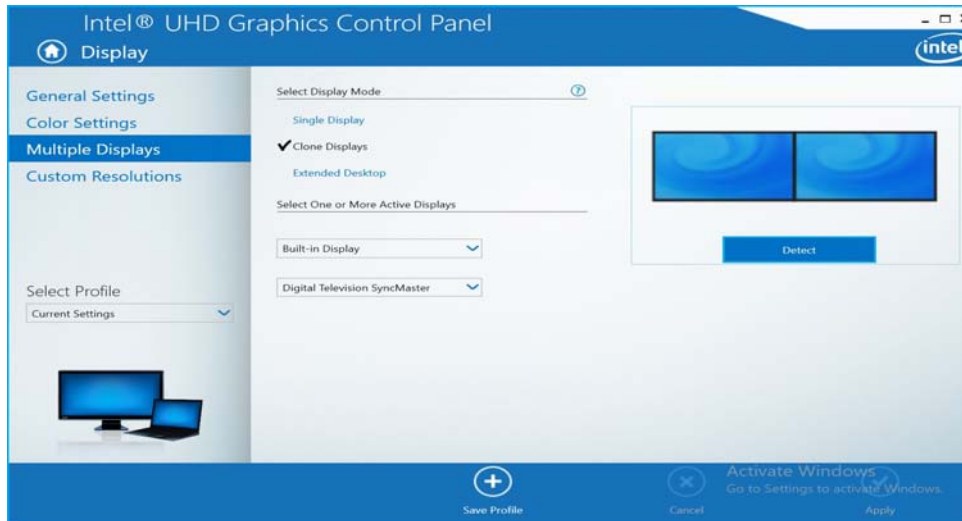 Intel® UHD Graphics Control Panel
Display
intel
General Settings
Color Settings
Multiple Displays
Custom Resolutions
Select Profile
Current Settings
Select Display Mode
Single Display
Clone Displays
Extended Desktop
Select One or More Active Displays
Built-in Display
Digital Television SyncMaster
Detect
Save Profile
Cancel
Apply
Activate Windows
Go to Settings to activate Windows.